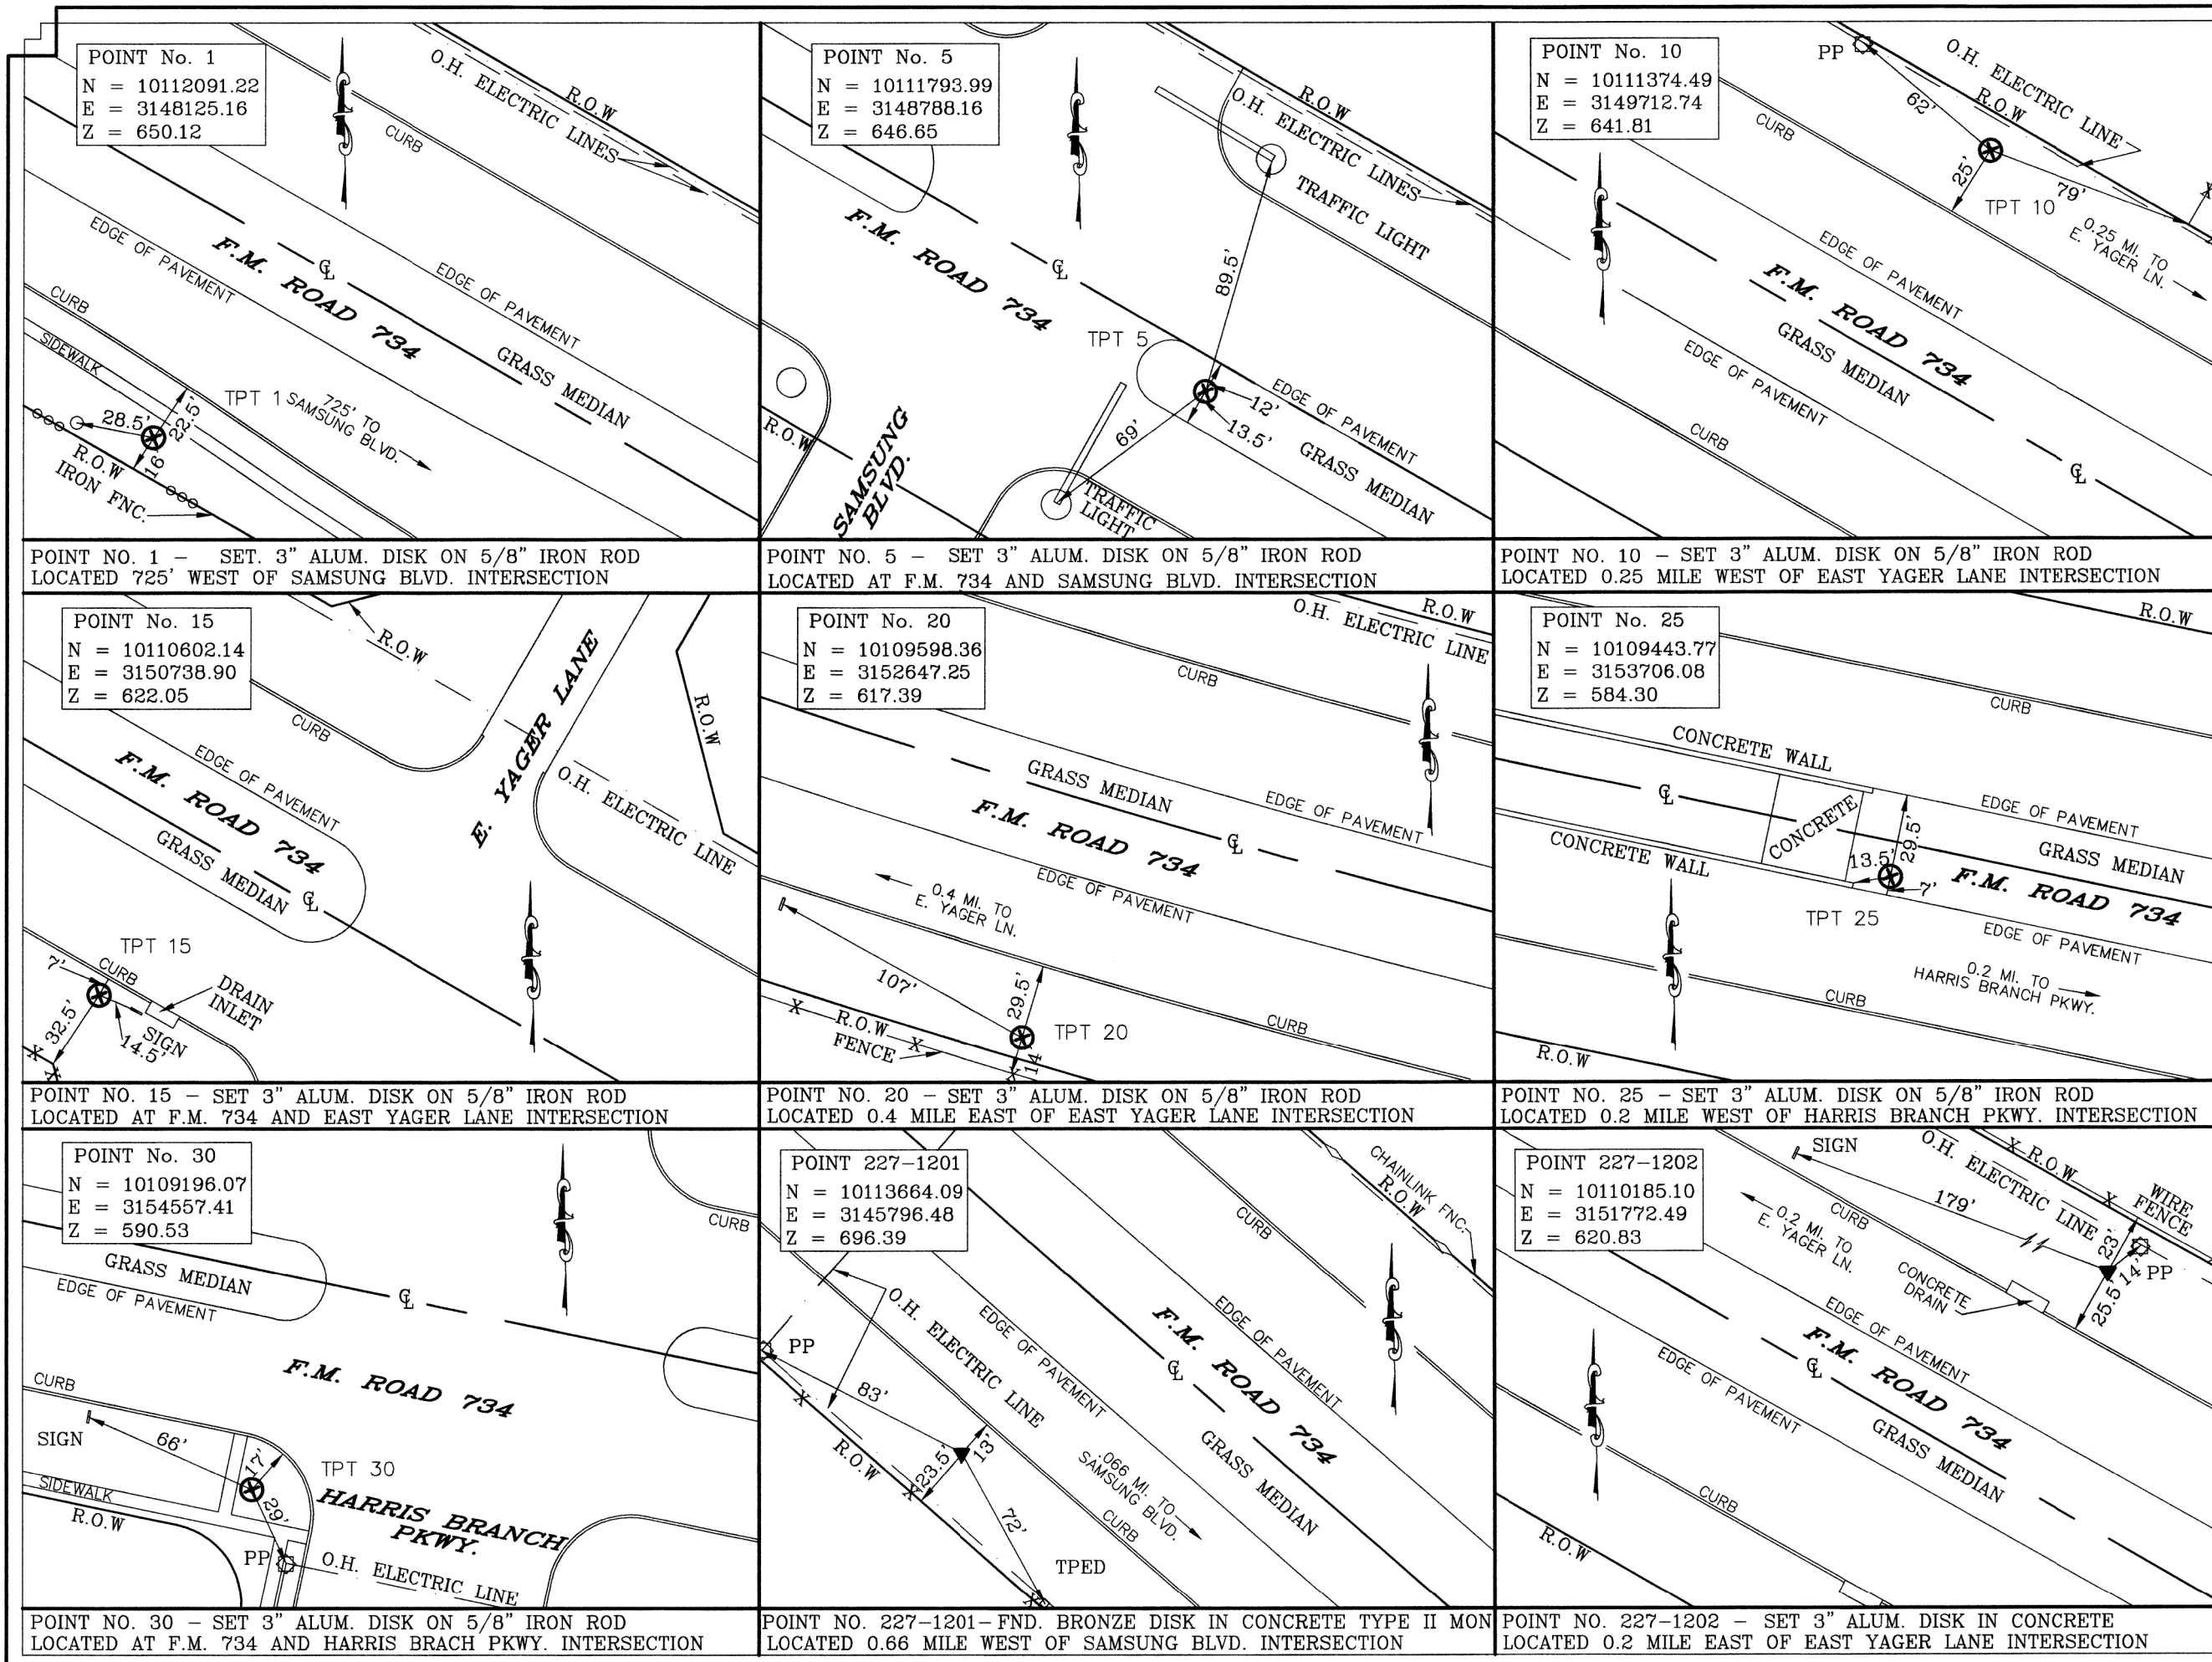 POINT No. 1
N = 10112091.22
E = 3148125.16
Z = 650.12
O.H. ELECTRIC LINES
R.O.W
CURB
EDGE OF PAVEMENT
F.M. ROAD 734
℄
EDGE OF PAVEMENT
GRASS MEDIAN
CURB
SIDEWALK
28.5'
22.5'
16'
TPT 1
725' TO
SAMSUNG BLVD.
R.O.W
IRON FNC.
POINT NO. 1 - SET. 3" ALUM. DISK ON 5/8" IRON ROD
LOCATED 725' WEST OF SAMSUNG BLVD. INTERSECTION
POINT No. 5
N = 10111793.99
E = 3148788.16
Z = 646.65
R.O.W
O.H. ELECTRIC LINES
TRAFFIC LIGHT
F.M. ROAD 734
℄
89.5'
TPT 5
EDGE OF PAVEMENT
12'
13.5'
69'
GRASS MEDIAN
R.O.W
SAMSUNG
BLVD.
TRAFFIC
LIGHT
POINT NO. 5 - SET 3" ALUM. DISK ON 5/8" IRON ROD
LOCATED AT F.M. 734 AND SAMSUNG BLVD. INTERSECTION
POINT No. 10
N = 10111374.49
E = 3149712.74
Z = 641.81
PP
O.H. ELECTRIC LINE
R.O.W
62'
CURB
25'
79'
X
TPT 10
0.25 MI. TO
E. YAGER LN.
EDGE OF PAVEMENT
F.M. ROAD 734
GRASS MEDIAN
EDGE OF PAVEMENT
CURB
℄
POINT NO. 10 - SET 3" ALUM. DISK ON 5/8" IRON ROD
LOCATED 0.25 MILE WEST OF EAST YAGER LANE INTERSECTION
POINT No. 15
N = 10110602.14
E = 3150738.90
Z = 622.05
R.O.W
CURB
E. YAGER LANE
R.O.W
O.H. ELECTRIC LINE
EDGE OF PAVEMENT
F.M. ROAD 734
GRASS MEDIAN
℄
TPT 15
7'
CURB
DRAIN
INLET
SIGN
14.5'
32.5'
X
X
POINT NO. 15 - SET 3" ALUM. DISK ON 5/8" IRON ROD
LOCATED AT F.M. 734 AND EAST YAGER LANE INTERSECTION
POINT No. 20
N = 10109598.36
E = 3152647.25
Z = 617.39
R.O.W
O.H. ELECTRIC LINE
CURB
GRASS MEDIAN
EDGE OF PAVEMENT
F.M. ROAD 734
℄
EDGE OF PAVEMENT
0.4 MI. TO
E. YAGER LN.
107'
29.5'
CURB
TPT 20
14'
X
R.O.W
X
FENCE
X
POINT NO. 20 - SET 3" ALUM. DISK ON 5/8" IRON ROD
LOCATED 0.4 MILE EAST OF EAST YAGER LANE INTERSECTION
POINT No. 25
N = 10109443.77
E = 3153706.08
Z = 584.30
R.O.W
CURB
CONCRETE WALL
℄
CONCRETE
EDGE OF PAVEMENT
CONCRETE WALL
13.5'
29.5'
7'
GRASS MEDIAN
F.M. ROAD 734
TPT 25
EDGE OF PAVEMENT
0.2 MI. TO
HARRIS BRANCH PKWY.
CURB
R.O.W
POINT NO. 25 - SET 3" ALUM. DISK ON 5/8" IRON ROD
LOCATED 0.2 MILE WEST OF HARRIS BRANCH PKWY. INTERSECTION
POINT No. 30
N = 10109196.07
E = 3154557.41
Z = 590.53
CURB
GRASS MEDIAN
EDGE OF PAVEMENT
℄
F.M. ROAD 734
CURB
SIGN
66'
17'
TPT 30
29'
SIDEWALK
R.O.W
HARRIS BRANCH
PKWY.
PP
O.H. ELECTRIC LINE
POINT NO. 30 - SET 3" ALUM. DISK ON 5/8" IRON ROD
LOCATED AT F.M. 734 AND HARRIS BRACH PKWY. INTERSECTION
POINT 227-1201
N = 10113664.09
E = 3145796.48
Z = 696.39
CHAINLINK FNC.
R.O.W
CURB
O.H. ELECTRIC LINE
EDGE OF PAVEMENT
EDGE OF PAVEMENT
F.M. ROAD 734
℄
GRASS MEDIAN
PP
83'
X
R.O.W
X
23.5'
13'
72'
.066 MI. TO
SAMSUNG BLVD.
CURB
TPED
X
POINT NO. 227-1201-FND. BRONZE DISK IN CONCRETE TYPE II MON
LOCATED 0.66 MILE WEST OF SAMSUNG BLVD. INTERSECTION
POINT 227-1202
N = 10110185.10
E = 3151772.49
Z = 620.83
SIGN
O.H. ELECTRIC LINE
X
R.O.W
X
WIRE
FENCE
179'
CURB
0.2 MI. TO
E. YAGER LN.
23'
14'
PP
25.5'
CONCRETE
DRAIN
EDGE OF PAVEMENT
F.M. ROAD 734
℄
EDGE OF PAVEMENT
GRASS MEDIAN
CURB
R.O.W
POINT NO. 227-1202 - SET 3" ALUM. DISK IN CONCRETE
LOCATED 0.2 MILE EAST OF EAST YAGER LANE INTERSECTION